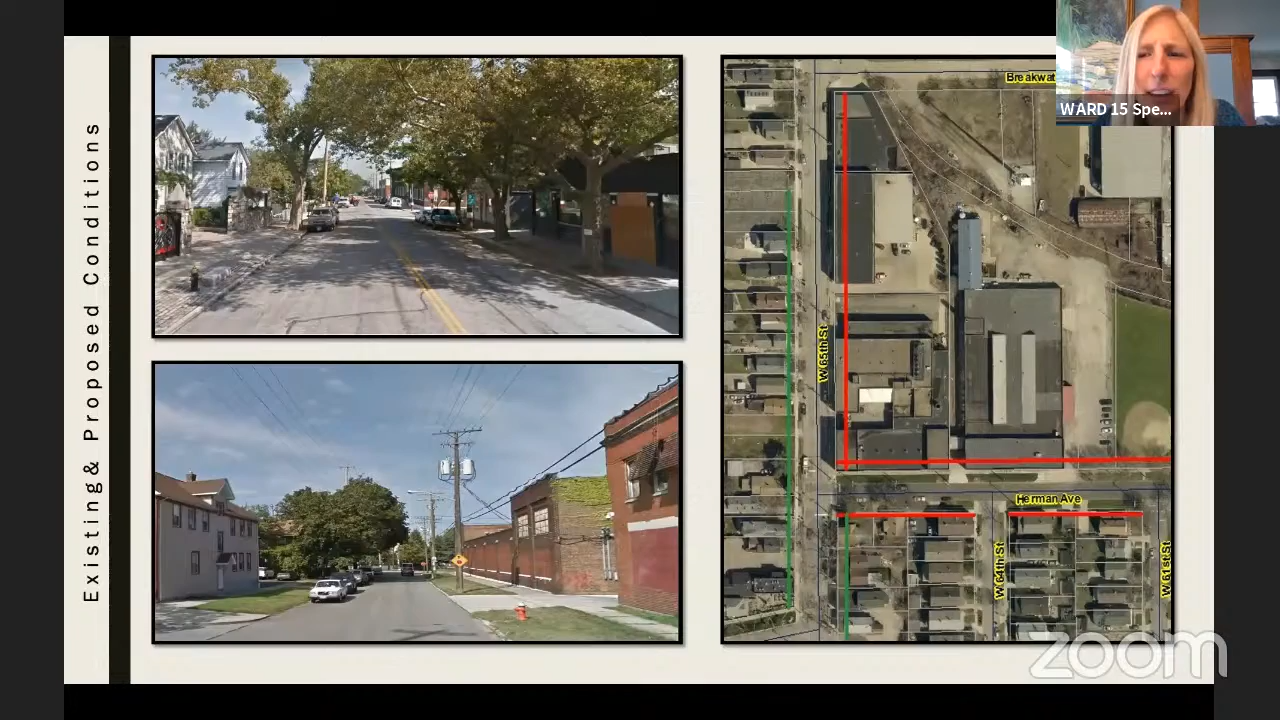 Existing& Proposed Conditions
Breakwat
WARD 15 Spe...
W 65th St
Herman Ave
W 64th St
W 61st St
zoom